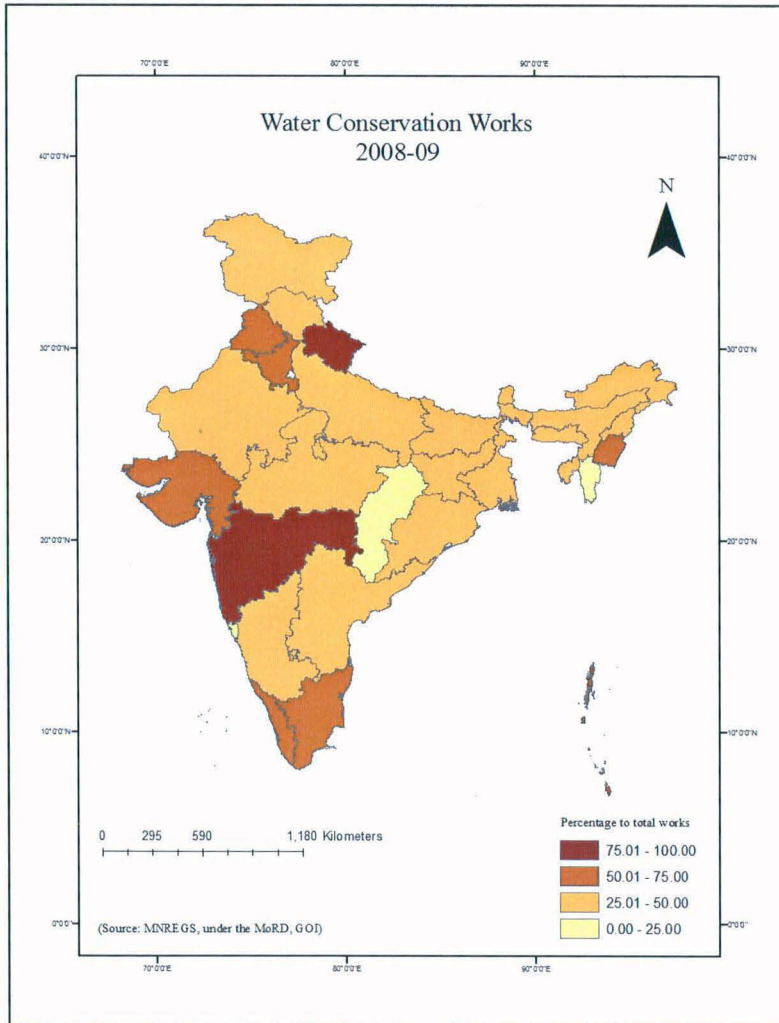 70°0'0"E 80°0'0"E 90°0'0"E
Water Conservation Works
2008-09
40°0'0"N 40°0'0"N
N
30°0'0"N 30°0'0"N
20°0'0"N 20°0'0"N
10°0'0"N 10°0'0"N
Percentage to total works
0 295 590 1,180 Kilometers
75.01 - 100.00
50.01 - 75.00
25.01 - 50.00
0.00 - 25.00
(Source: MNREGS, under the MoRD, GOI)
0°0'0" 0°0'0"
70°0'0"E 80°0'0"E 90°0'0"E